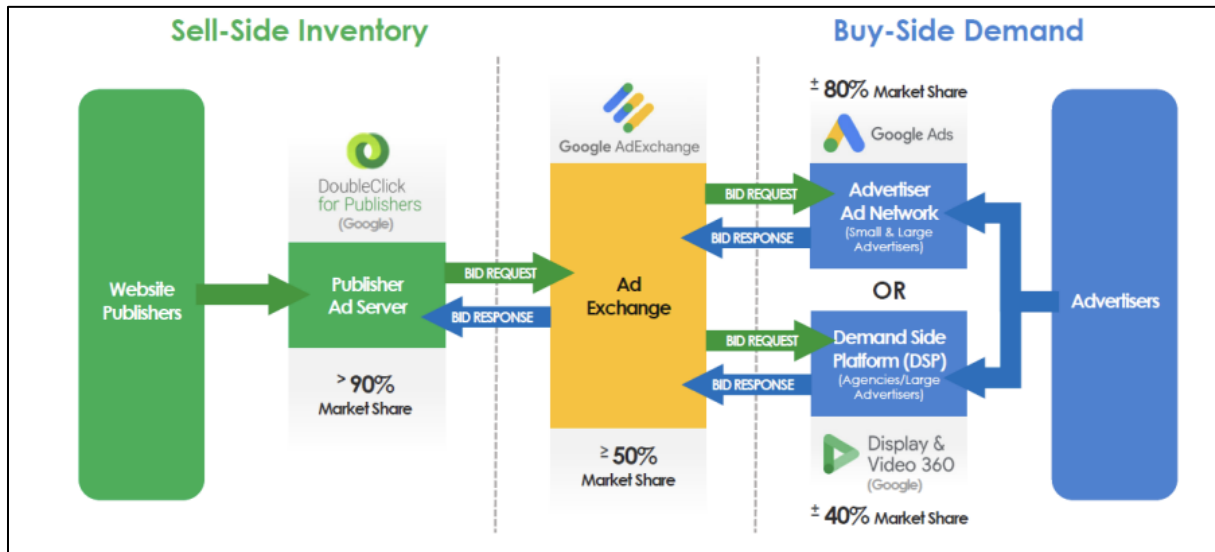 Sell-Side Inventory
Buy-Side Demand
Website
Publishers
DoubleClick
for Publishers
(Google)
Publisher
Ad Server
> 90%
Market Share
BID REQUEST
BID RESPONSE
Google AdExchange
Ad
Exchange
≥ 50%
Market Share
BID REQUEST
BID RESPONSE
BID REQUEST
BID RESPONSE
± 80% Market Share
Google Ads
Advertiser
Ad Network
(Small & Large
Advertisers)
OR
Demand Side
Platform (DSP)
(Agencies/Large
Advertisers)
Display &
Video 360
(Google)
± 40% Market Share
Advertisers